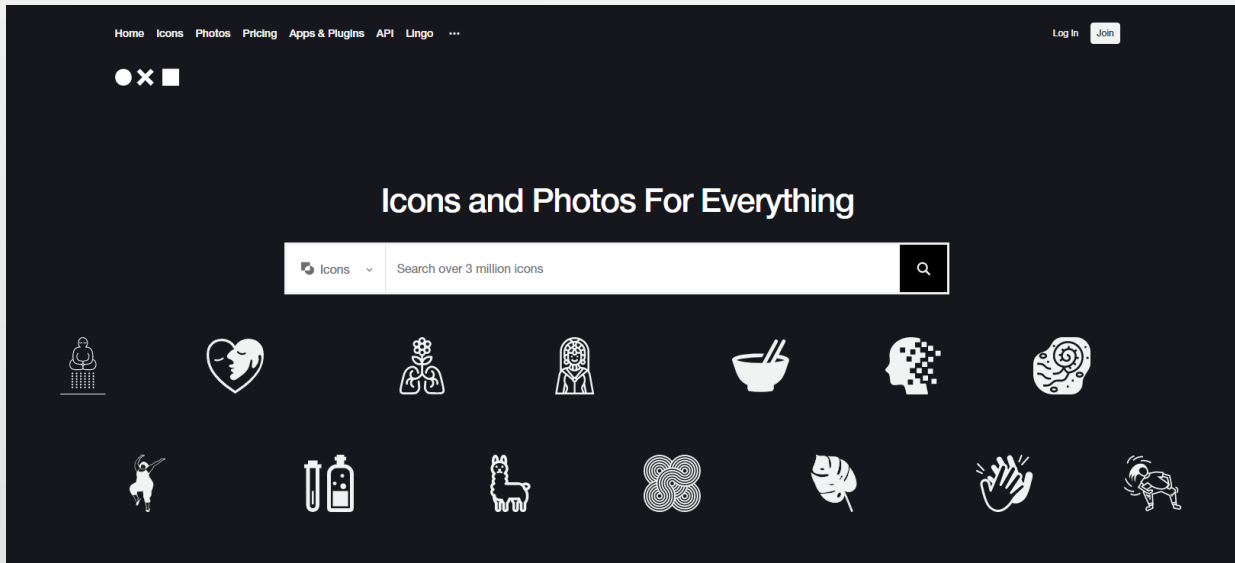 Home Icons Photos Pricing Apps & Plugins API Lingo ··· Log In Join
Icons and Photos For Everything
Icons Search over 3 million icons